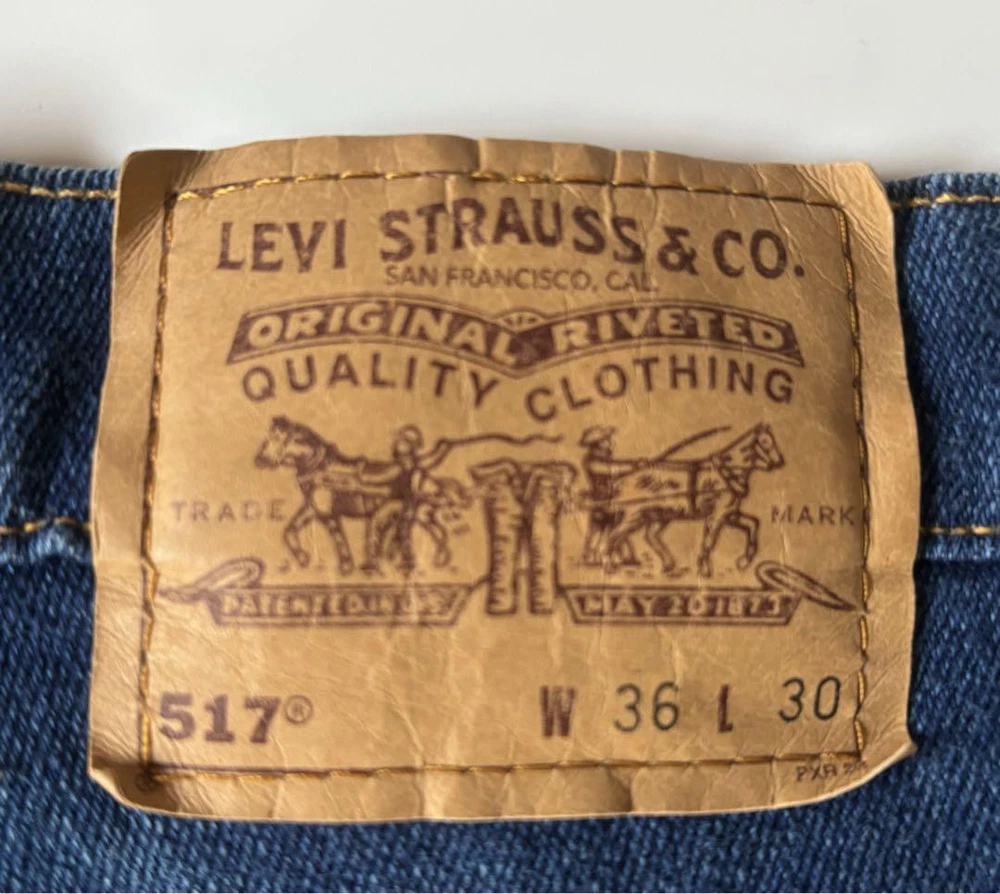 LEVI STRAUSS & CO.
SAN FRANCISCO, CAL.
ORIGINAL RIVETED
QUALITY CLOTHING
TRADE MARK
PATENTED IN U.S. MAY 20 1873
517® W 36 L 30